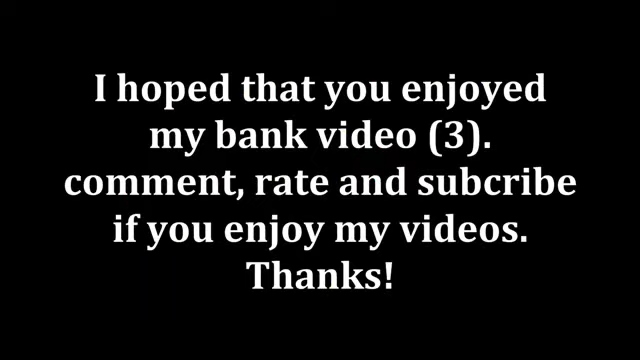 I hoped that you enjoyed
my bank video (3).
comment, rate and subcribe
if you enjoy my videos.
Thanks!